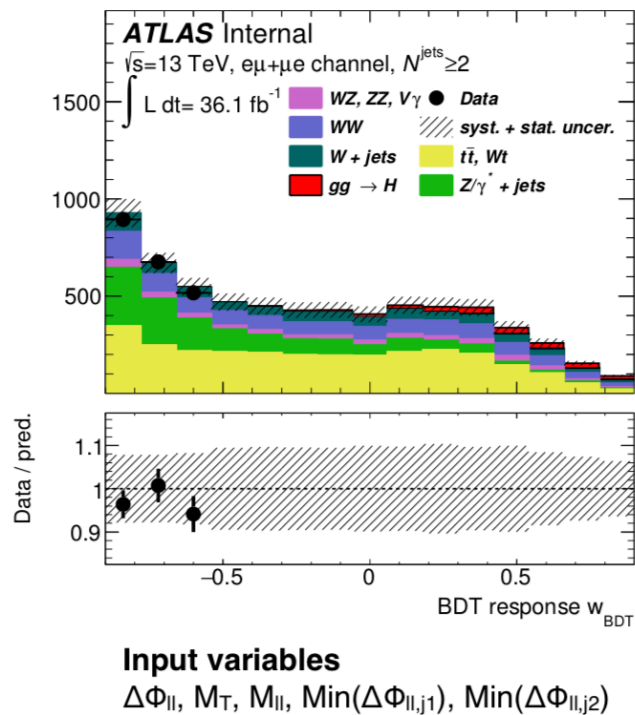 ATLAS Internal
√s=13 TeV, eμ+μe channel, N^jets ≥2
∫ L dt= 36.1 fb^-1
WZ, ZZ, Vγ
Data
WW
syst. + stat. uncer.
W + jets
tt̄, Wt
gg → H
Z/γ* + jets
1500
1000
500
Data / pred.
1.1
1
0.9
−0.5
0
0.5
BDT response w_BDT
Input variables
ΔΦ_ll, M_T, M_ll, Min(ΔΦ_ll,j1), Min(ΔΦ_ll,j2)